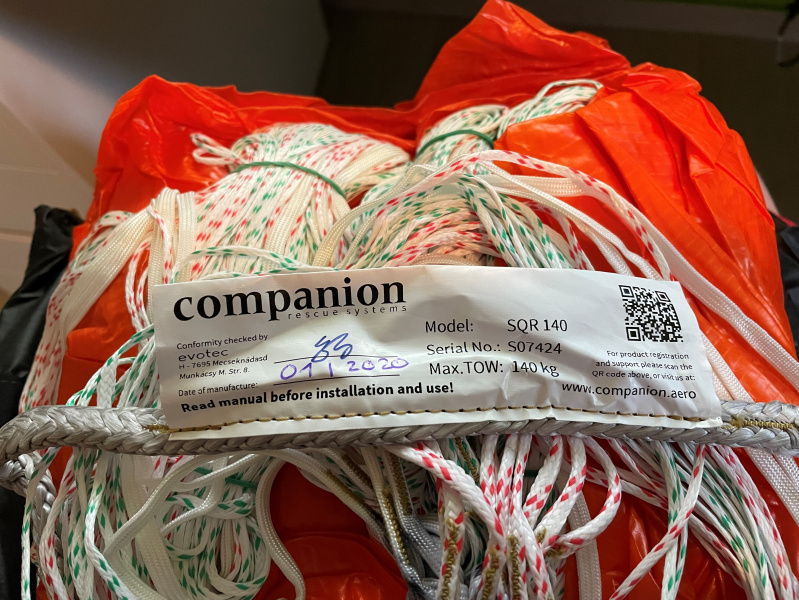 companion
rescue systems
Conformity checked by
evotec
H - 7695 Mecseknádasd
Munkácsy M. Str. 8.
Date of manufacture: 01 / 2020
Read manual before installation and use!
Model: SQR 140
Serial No.: S07424
Max.TOW: 140 kg
For product registration
and support please scan the
QR code above, or visit us at:
www.companion.aero